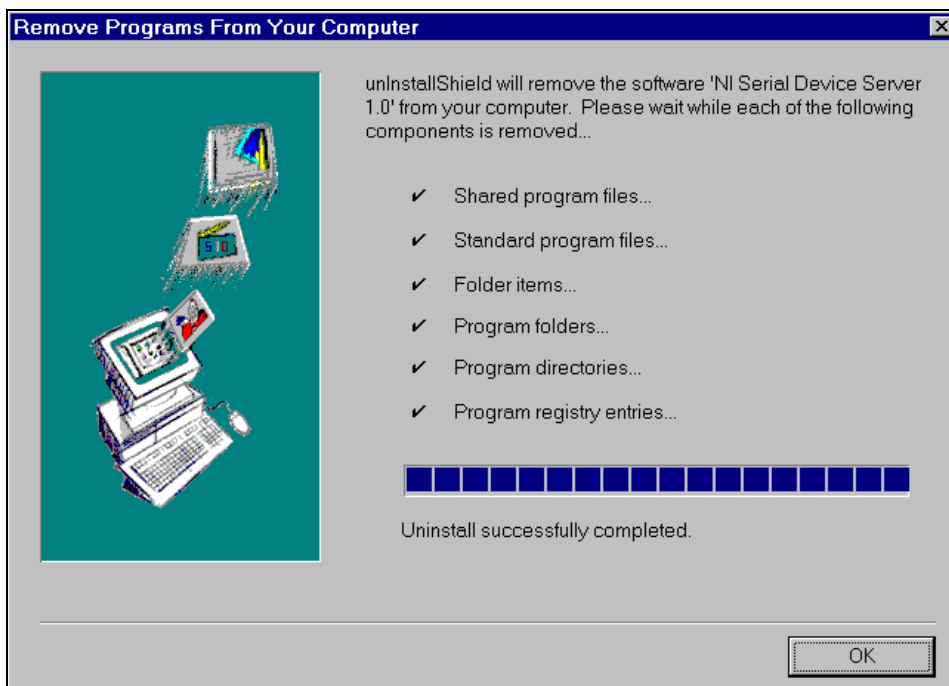 Remove Programs From Your Computer
unInstallShield will remove the software 'NI Serial Device Server
1.0' from your computer. Please wait while each of the following
components is removed...
✔ Shared program files...
✔ Standard program files...
✔ Folder items...
✔ Program folders...
✔ Program directories...
✔ Program registry entries...
Uninstall successfully completed.
OK